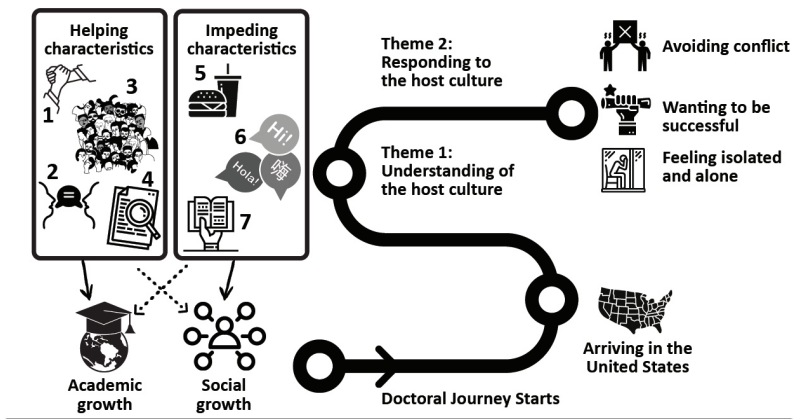 Helping
characteristics
1
2
3
4
Impeding
characteristics
5
6
Hi!
Hola!
嗨
7
Academic
growth
Social
growth
Theme 2:
Responding to
the host culture
Theme 1:
Understanding of
the host culture
Avoiding conflict
Wanting to be
successful
Feeling isolated
and alone
Arriving in the
United States
Doctoral Journey Starts